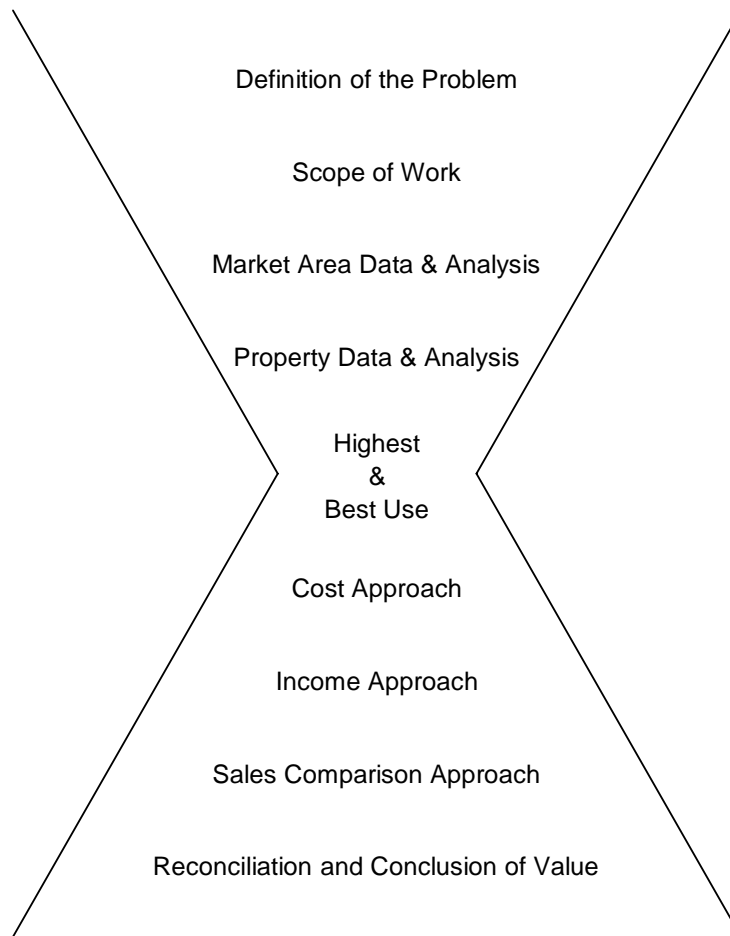 Definition of the Problem
Scope of Work
Market Area Data & Analysis
Property Data & Analysis
Highest
&
Best Use
Cost Approach
Income Approach
Sales Comparison Approach
Reconciliation and Conclusion of Value